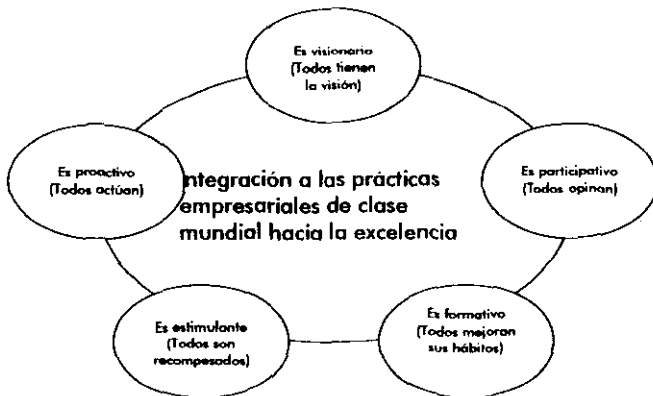 Es visionario
(Todos tienen
la visión)
Es proactivo
(Todos actúan)
ntegración a las prácticas
empresariales de clase
mundial hacia la excelencia
Es participativo
(Todos opinan)
Es estimulante
(Todos son
recompesados)
Es formativo
(Todos mejoran
sus hábitos)